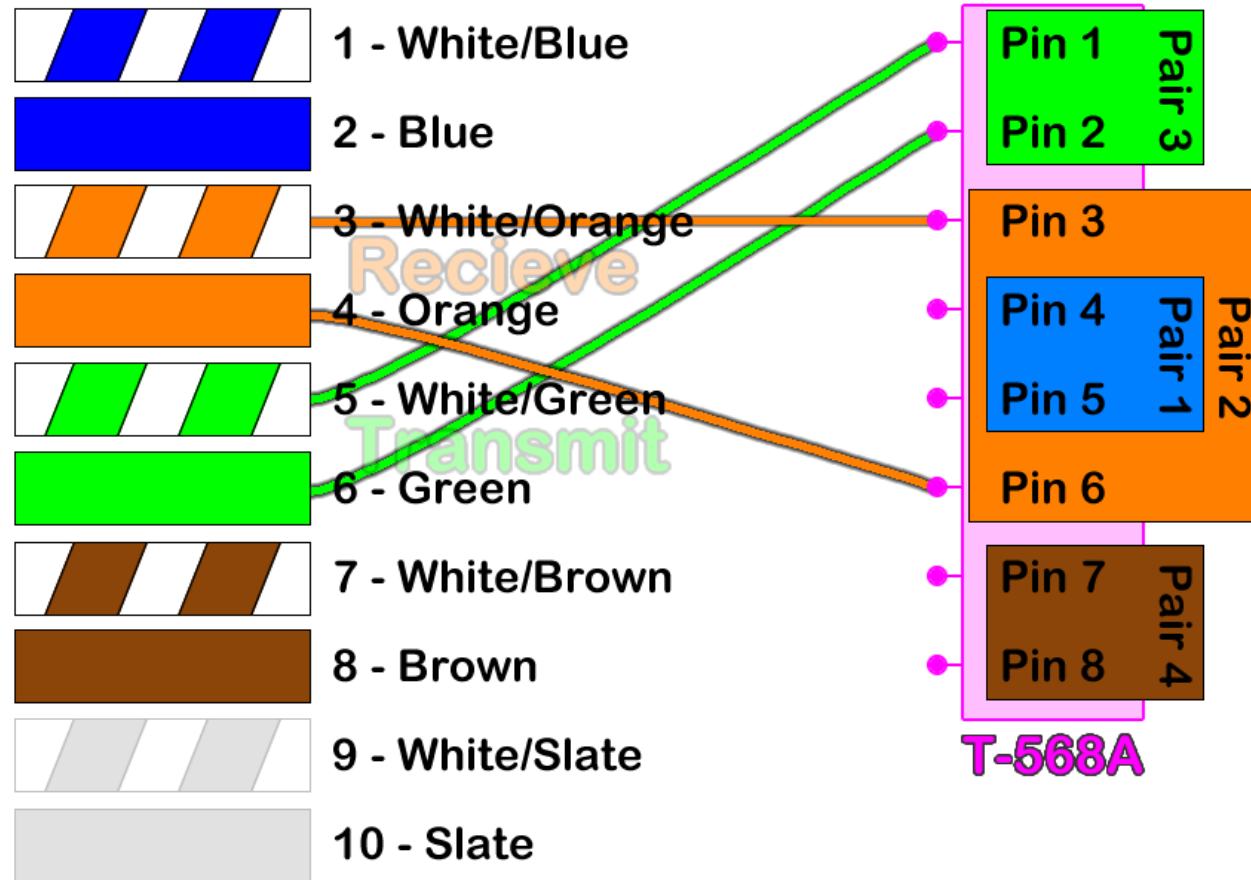 1 - White/Blue
2 - Blue
3 - White/Orange
Recieve
4 - Orange
5 - White/Green
Transmit
6 - Green
7 - White/Brown
8 - Brown
9 - White/Slate
10 - Slate
Pin 1
Pin 2
Pair 3
Pin 3
Pin 4
Pin 5
Pair 1
Pair 2
Pin 6
Pin 7
Pin 8
Pair 4
T-568A